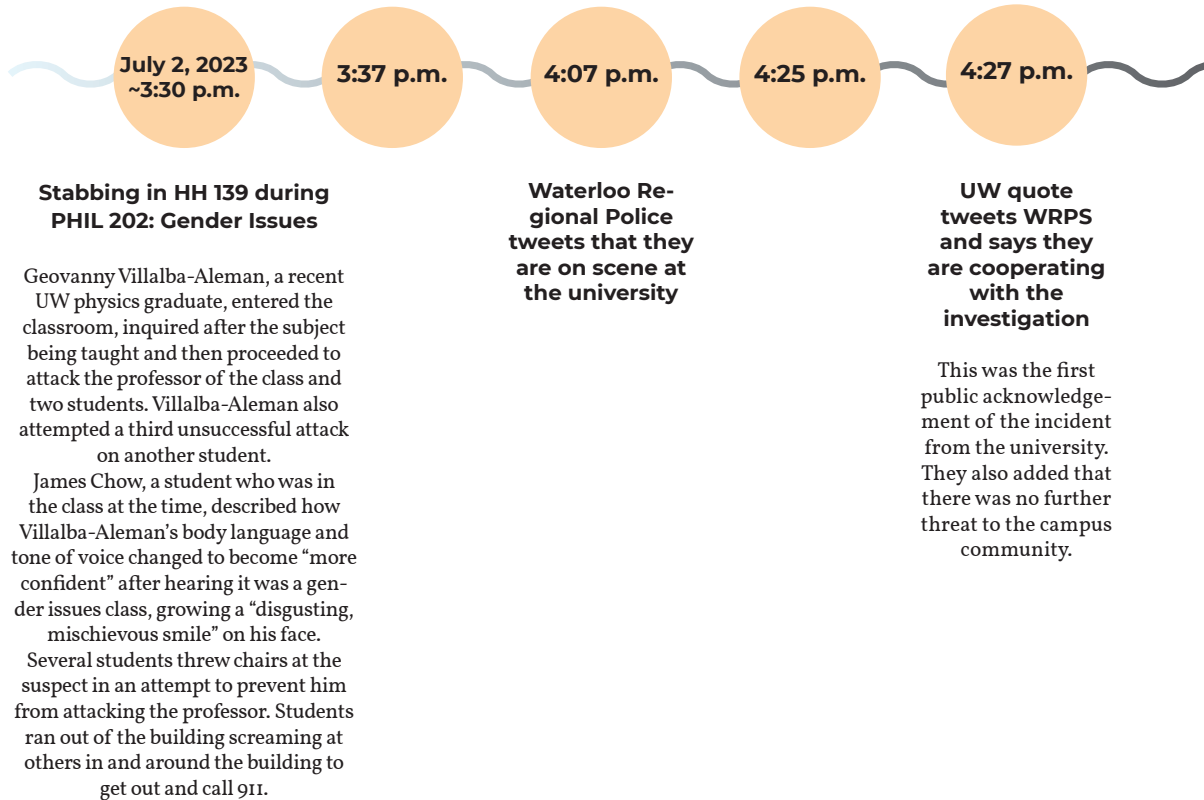 July 2, 2023
~3:30 p.m.
3:37 p.m.
4:07 p.m.
4:25 p.m.
4:27 p.m.
Stabbing in HH 139 during
PHIL 202: Gender Issues
Geovanny Villalba-Aleman, a recent
UW physics graduate, entered the
classroom, inquired after the subject
being taught and then proceeded to
attack the professor of the class and
two students. Villalba-Aleman also
attempted a third unsuccessful attack
on another student.
James Chow, a student who was in
the class at the time, described how
Villalba-Aleman’s body language and
tone of voice changed to become “more
confident” after hearing it was a gen-
der issues class, growing a “disgusting,
mischievous smile” on his face.
Several students threw chairs at the
suspect in an attempt to prevent him
from attacking the professor. Students
ran out of the building screaming at
others in and around the building to
get out and call 911.
Waterloo Re-
gional Police
tweets that they
are on scene at
the university
UW quote
tweets WRPS
and says they
are cooperating
with the
investigation
This was the first
public acknowledge-
ment of the incident
from the university.
They also added that
there was no further
threat to the campus
community.